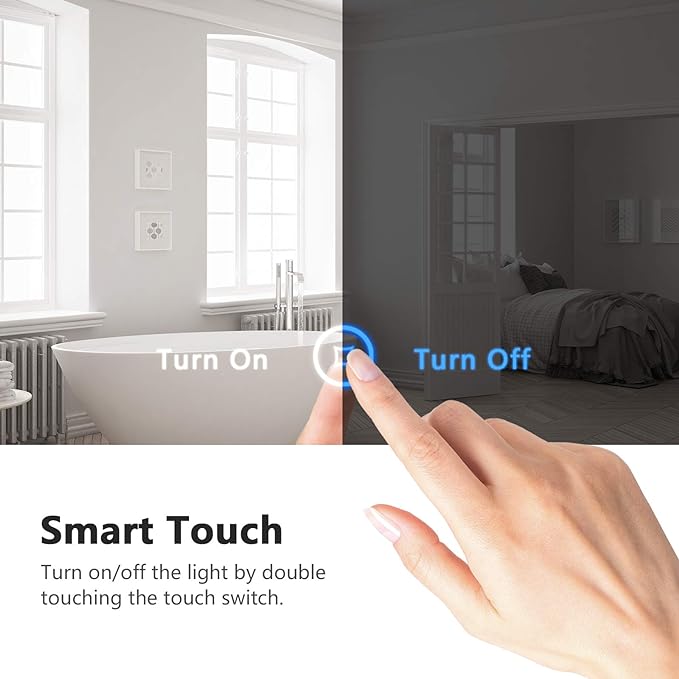 Turn On
Turn Off
Smart Touch
Turn on/off the light by double
touching the touch switch.